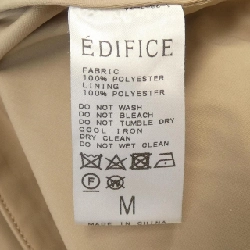 ÉDIFICE
FABRIC
100% POLYESTER
LINING
100% POLYESTER
DO NOT WASH
DO NOT BLEACH
DO NOT TUMBLE DRY
COOL IRON
DRY CLEAN
DO NOT WET CLEAN
F W
M
MADE IN CHINA